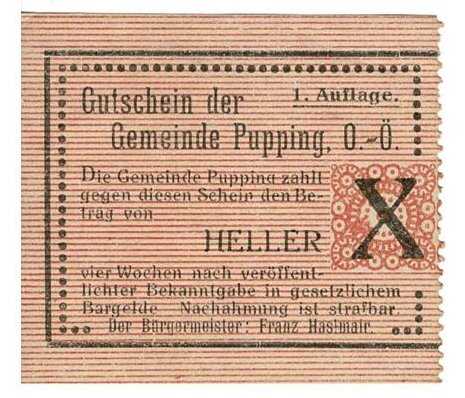 Gutschein der 1. Auflage.
Gemeinde Pupping, O.-Ö.
Die Gemeinde Pupping zahlt
gegen diesen Schein den Be-
trag von
HELLER X
vier Wochen nach veröffent-
lichter Bekanntgabe in gesetzlichem
Bargelde Nachahmung ist strafbar.
Der Bürgermeister: Franz Hashmair.